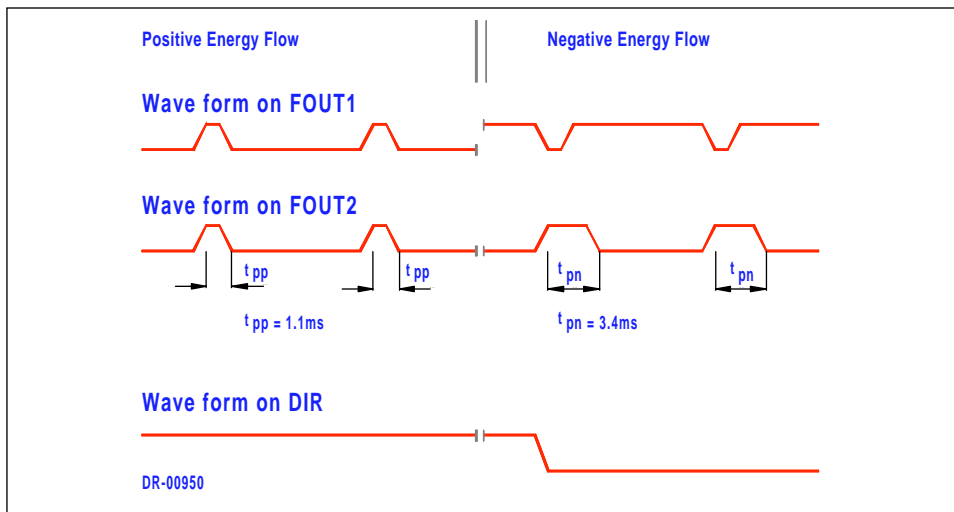 Positive Energy Flow
Negative Energy Flow
Wave form on FOUT1
Wave form on FOUT2
t pp
t pp
t pn
t pn
t pp = 1.1ms
t pn = 3.4ms
Wave form on DIR
DR-00950